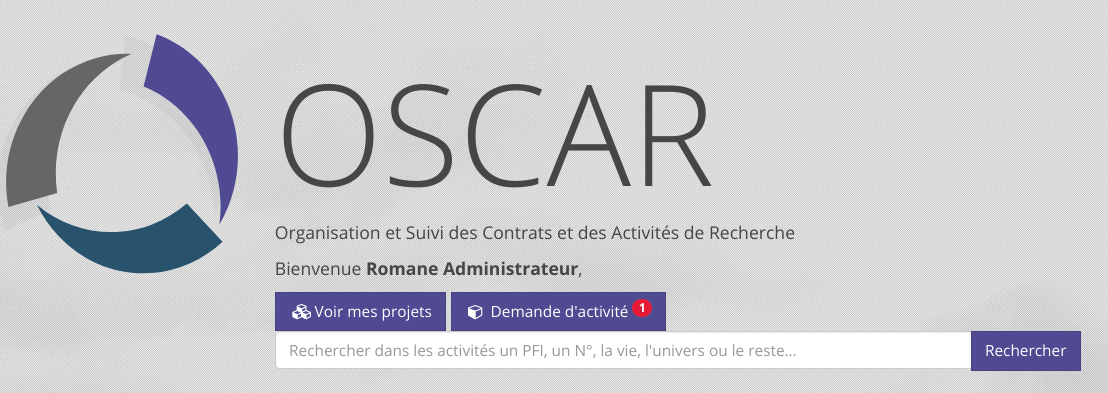 OSCAR
Organisation et Suivi des Contrats et des Activités de Recherche
Bienvenue Romane Administrateur,
Voir mes projets Demande d'activité 1
Rechercher dans les activités un PFI, un N°, la vie, l'univers ou le reste... Rechercher